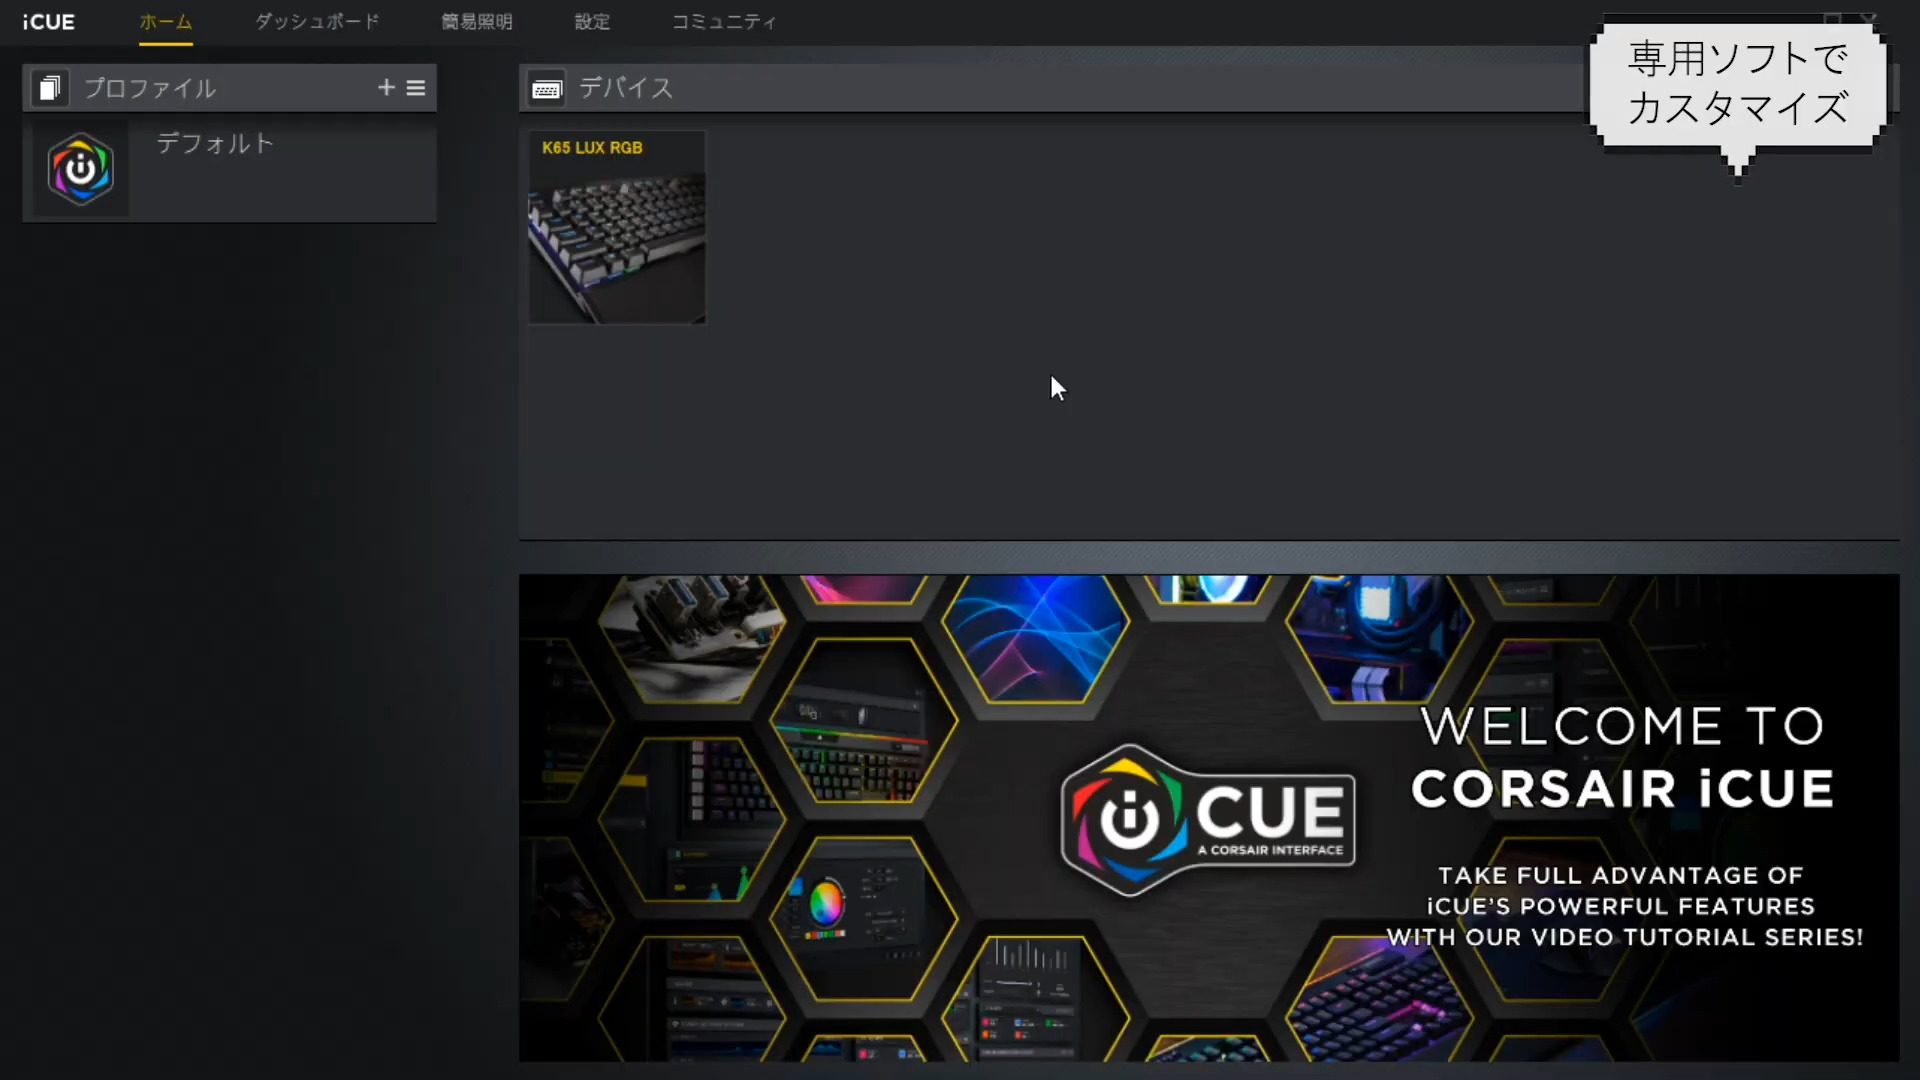 iCUE
ホーム
ダッシュボード
簡易照明
設定
コミュニティ
専用ソフトで
カスタマイズ
プロファイル
デバイス
デフォルト
K65 LUX RGB
WELCOME TO
CORSAIR iCUE
CUE
A CORSAIR INTERFACE
TAKE FULL ADVANTAGE OF
iCUE'S POWERFUL FEATURES
WITH OUR VIDEO TUTORIAL SERIES!